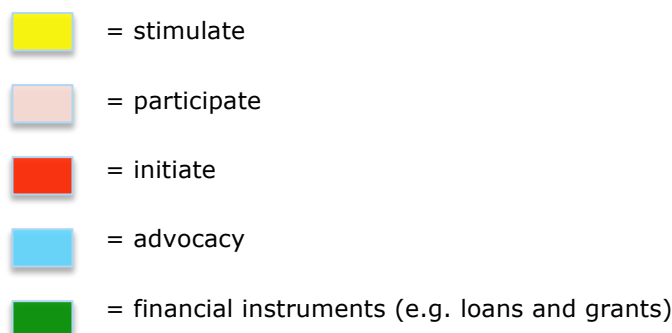 = stimulate
= participate
= initiate
= advocacy
= financial instruments (e.g. loans and grants)